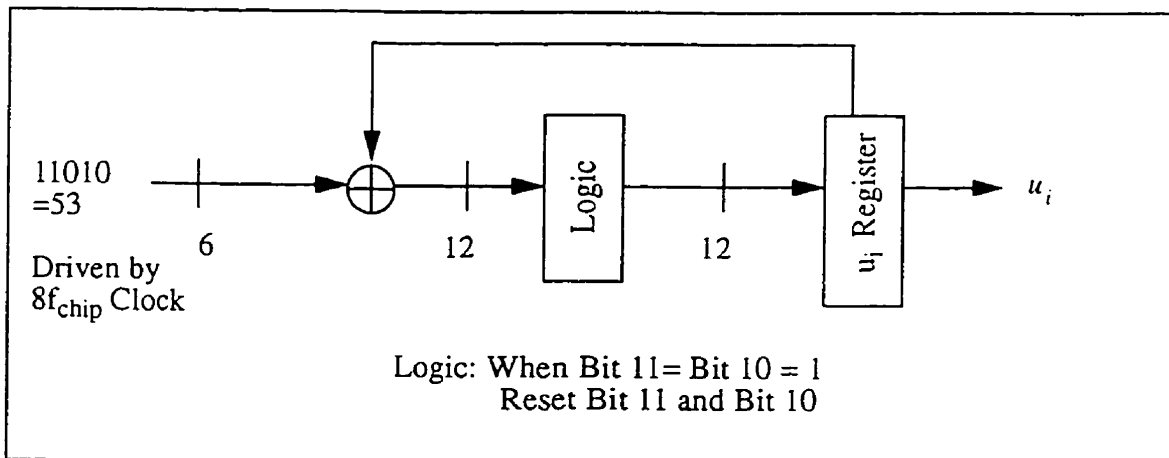 11010
=53
Driven by
8f_chip Clock
6
12
Logic
12
u_i Register
u_i
Logic: When Bit 11= Bit 10 = 1
Reset Bit 11 and Bit 10